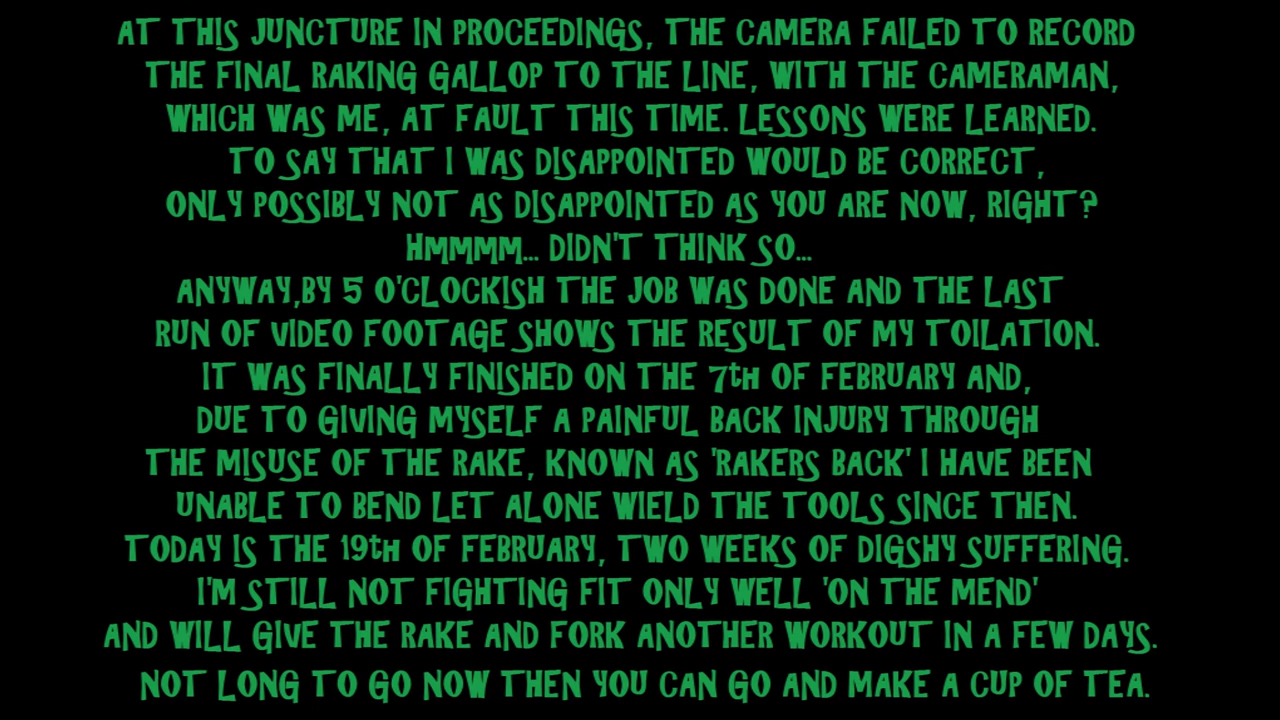 AT THIS JUNCTURE IN PROCEEDINGS, THE CAMERA FAILED TO RECORD
THE FINAL RAKING GALLOP TO THE LINE, WITH THE CAMERAMAN,
WHICH WAS ME, AT FAULT THIS TIME. LESSONS WERE LEARNED.
TO SAY THAT I WAS DISAPPOINTED WOULD BE CORRECT,
ONLY POSSIBLY NOT AS DISAPPOINTED AS YOU ARE NOW, RIGHT?
HMMMM... DIDN'T THINK SO...
ANYWAY,BY 5 O'CLOCKISH THE JOB WAS DONE AND THE LAST
RUN OF VIDEO FOOTAGE SHOWS THE RESULT OF MY TOILATION.
IT WAS FINALLY FINISHED ON THE 7tH OF FEBRUARY AND,
DUE TO GIVING MYSELF A PAINFUL BACK INJURY THROUGH
THE MISUSE OF THE RAKE, KNOWN AS 'RAKERS BACK' I HAVE BEEN
UNABLE TO BEND LET ALONE WIELD THE TOOLS SINCE THEN.
TODAY IS THE 19tH OF FEBRUARY, TWO WEEKS OF DIGSHY SUFFERING.
I'M STILL NOT FIGHTING FIT ONLY WELL 'ON THE MEND'
AND WILL GIVE THE RAKE AND FORK ANOTHER WORKOUT IN A FEW DAYS.
NOT LONG TO GO NOW THEN YOU CAN GO AND MAKE A CUP OF TEA.